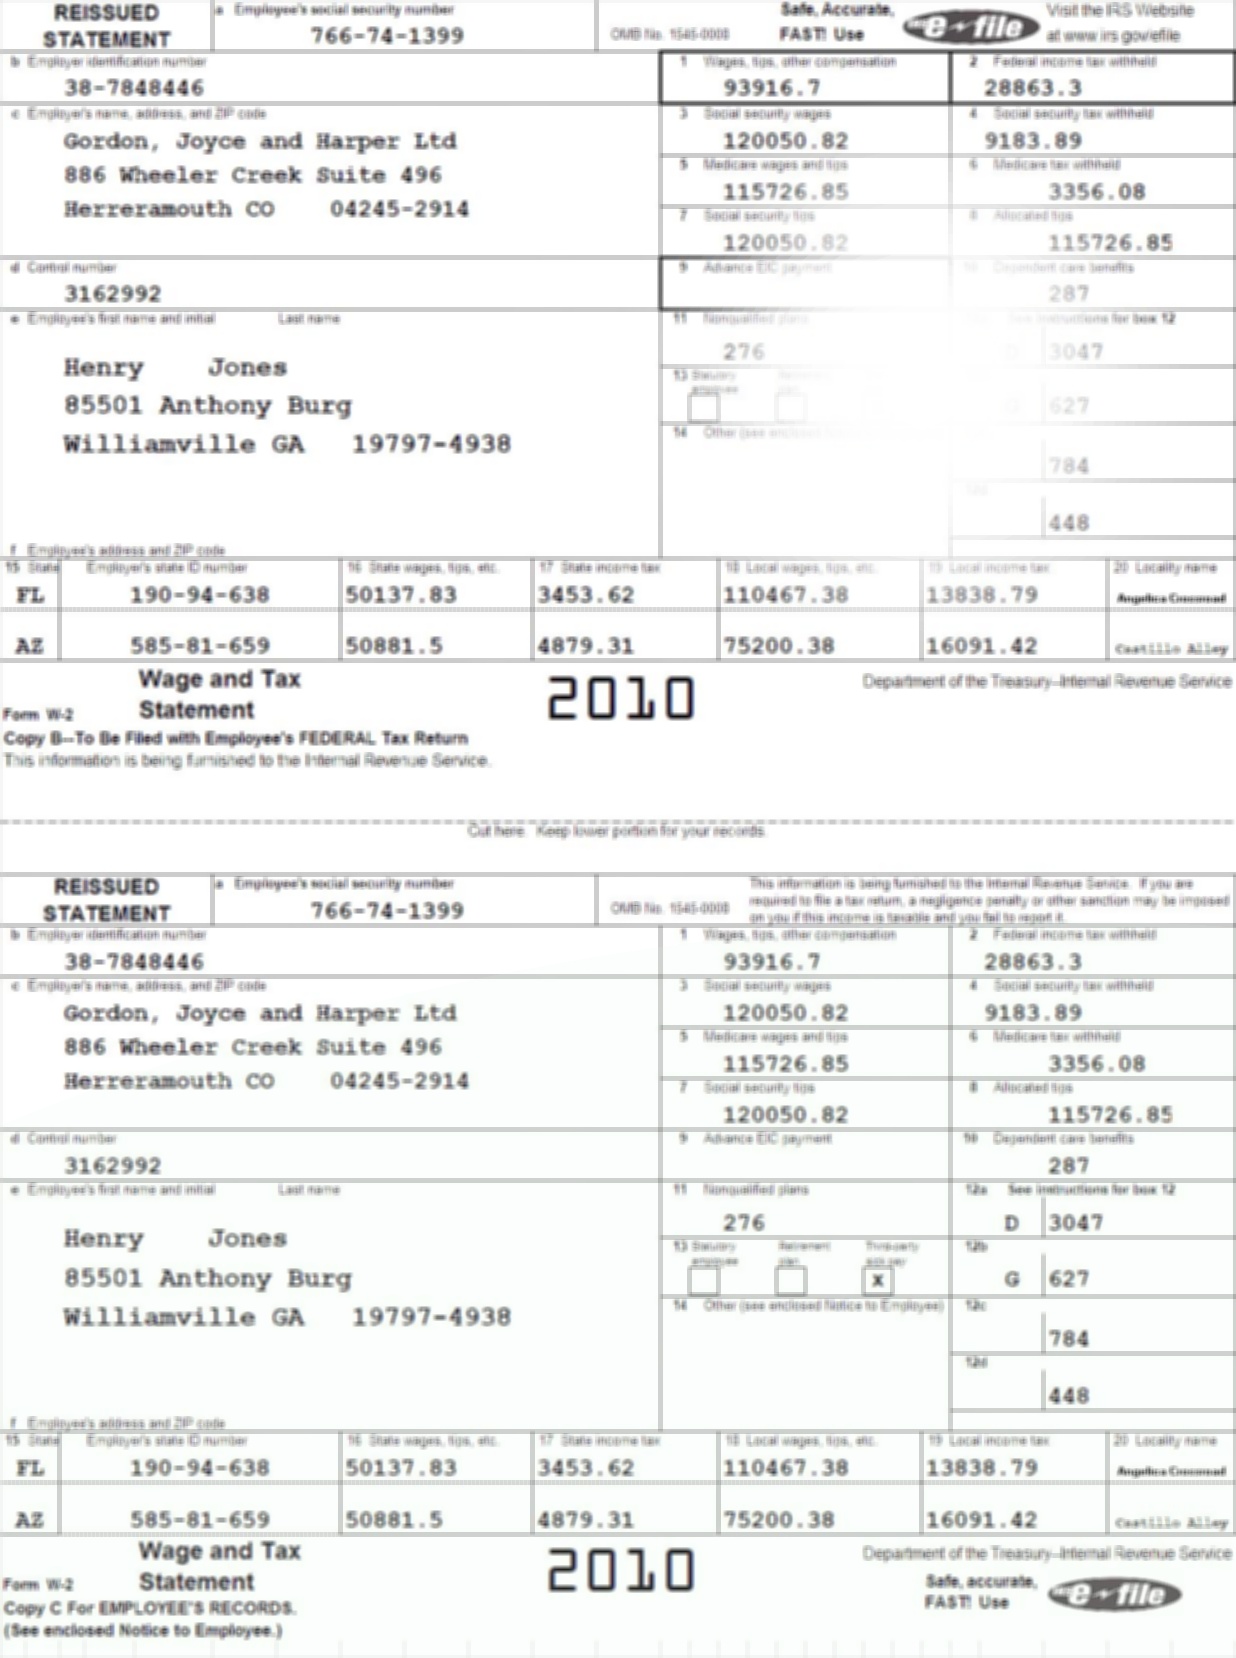 REISSUED STATEMENT
a Employee's social security number
766-74-1399
OMB No. 1545-0008
Safe, Accurate, FAST! Use
e file
Visit the IRS Website at www.irs.gov/efile
b Employer identification number
38-7848446
1 Wages, tips, other compensation
93916.7
2 Federal income tax withheld
28863.3
c Employer's name, address, and ZIP code
Gordon, Joyce and Harper Ltd
886 Wheeler Creek Suite 496
Herreramouth CO 04245-2914
3 Social security wages
120050.82
4 Social security tax withheld
9183.89
5 Medicare wages and tips
115726.85
6 Medicare tax withheld
3356.08
7 Social security tips
120050.82
8 Allocated tips
115726.85
d Control number
3162992
9 Advance EIC payment
Dependent care benefits
287
e Employee's first name and initial Last name
Henry Jones
85501 Anthony Burg
Williamville GA 19797-4938
11 Nonqualified plans
276
See instructions for box 12
D 3047
13 Statutory employee
627
14 Other (see enclosed
784
448
f Employee's address and ZIP code
15 State Employer's state ID number 16 State wages, tips, etc. 17 State income tax 18 Local wages, tips, etc. 19 Local income tax 20 Locality name
FL 190-94-638 50137.83 3453.62 110467.38 13838.79 Angelica
AZ 585-81-659 50881.5 4879.31 75200.38 16091.42 Castillo Alley
Form W-2 Wage and Tax Statement
2010
Department of the Treasury--Internal Revenue Service
Copy B--To Be Filed with Employee's FEDERAL Tax Return
This information is being furnished to the Internal Revenue Service.
Cut here Keep lower portion for your records
REISSUED STATEMENT
a Employee's social security number
766-74-1399
OMB No. 1545-0008
This information is being furnished to the Internal Revenue Service. If you are
required to file a tax return, a negligence penalty or other sanction may be imposed
on you if this income is taxable and you fail to report it.
b Employer identification number
38-7848446
1 Wages, tips, other compensation
93916.7
2 Federal income tax withheld
28863.3
c Employer's name, address, and ZIP code
Gordon, Joyce and Harper Ltd
886 Wheeler Creek Suite 496
Herreramouth CO 04245-2914
3 Social security wages
120050.82
4 Social security tax withheld
9183.89
5 Medicare wages and tips
115726.85
6 Medicare tax withheld
3356.08
7 Social security tips
120050.82
8 Allocated tips
115726.85
d Control number
3162992
9 Advance EIC payment
10 Dependent care benefits
287
e Employee's first name and initial Last name
Henry Jones
85501 Anthony Burg
Williamville GA 19797-4938
11 Nonqualified plans
276
12a See instructions for box 12
D 3047
13 Statutory employee Retirement plan Third-party sick pay
X
12b
G 627
14 Other (see enclosed Notice to Employee)
12c
784
12d
448
f Employee's address and ZIP code
15 State Employer's state ID number 16 State wages, tips, etc. 17 State income tax 18 Local wages, tips, etc. 19 Local income tax 20 Locality name
FL 190-94-638 50137.83 3453.62 110467.38 13838.79 Angelica
AZ 585-81-659 50881.5 4879.31 75200.38 16091.42 Castillo Alley
Form W-2 Wage and Tax Statement
2010
Department of the Treasury--Internal Revenue Service
Safe, accurate, FAST! Use
e file
Copy C For EMPLOYEE'S RECORDS.
(See enclosed Notice to Employee.)